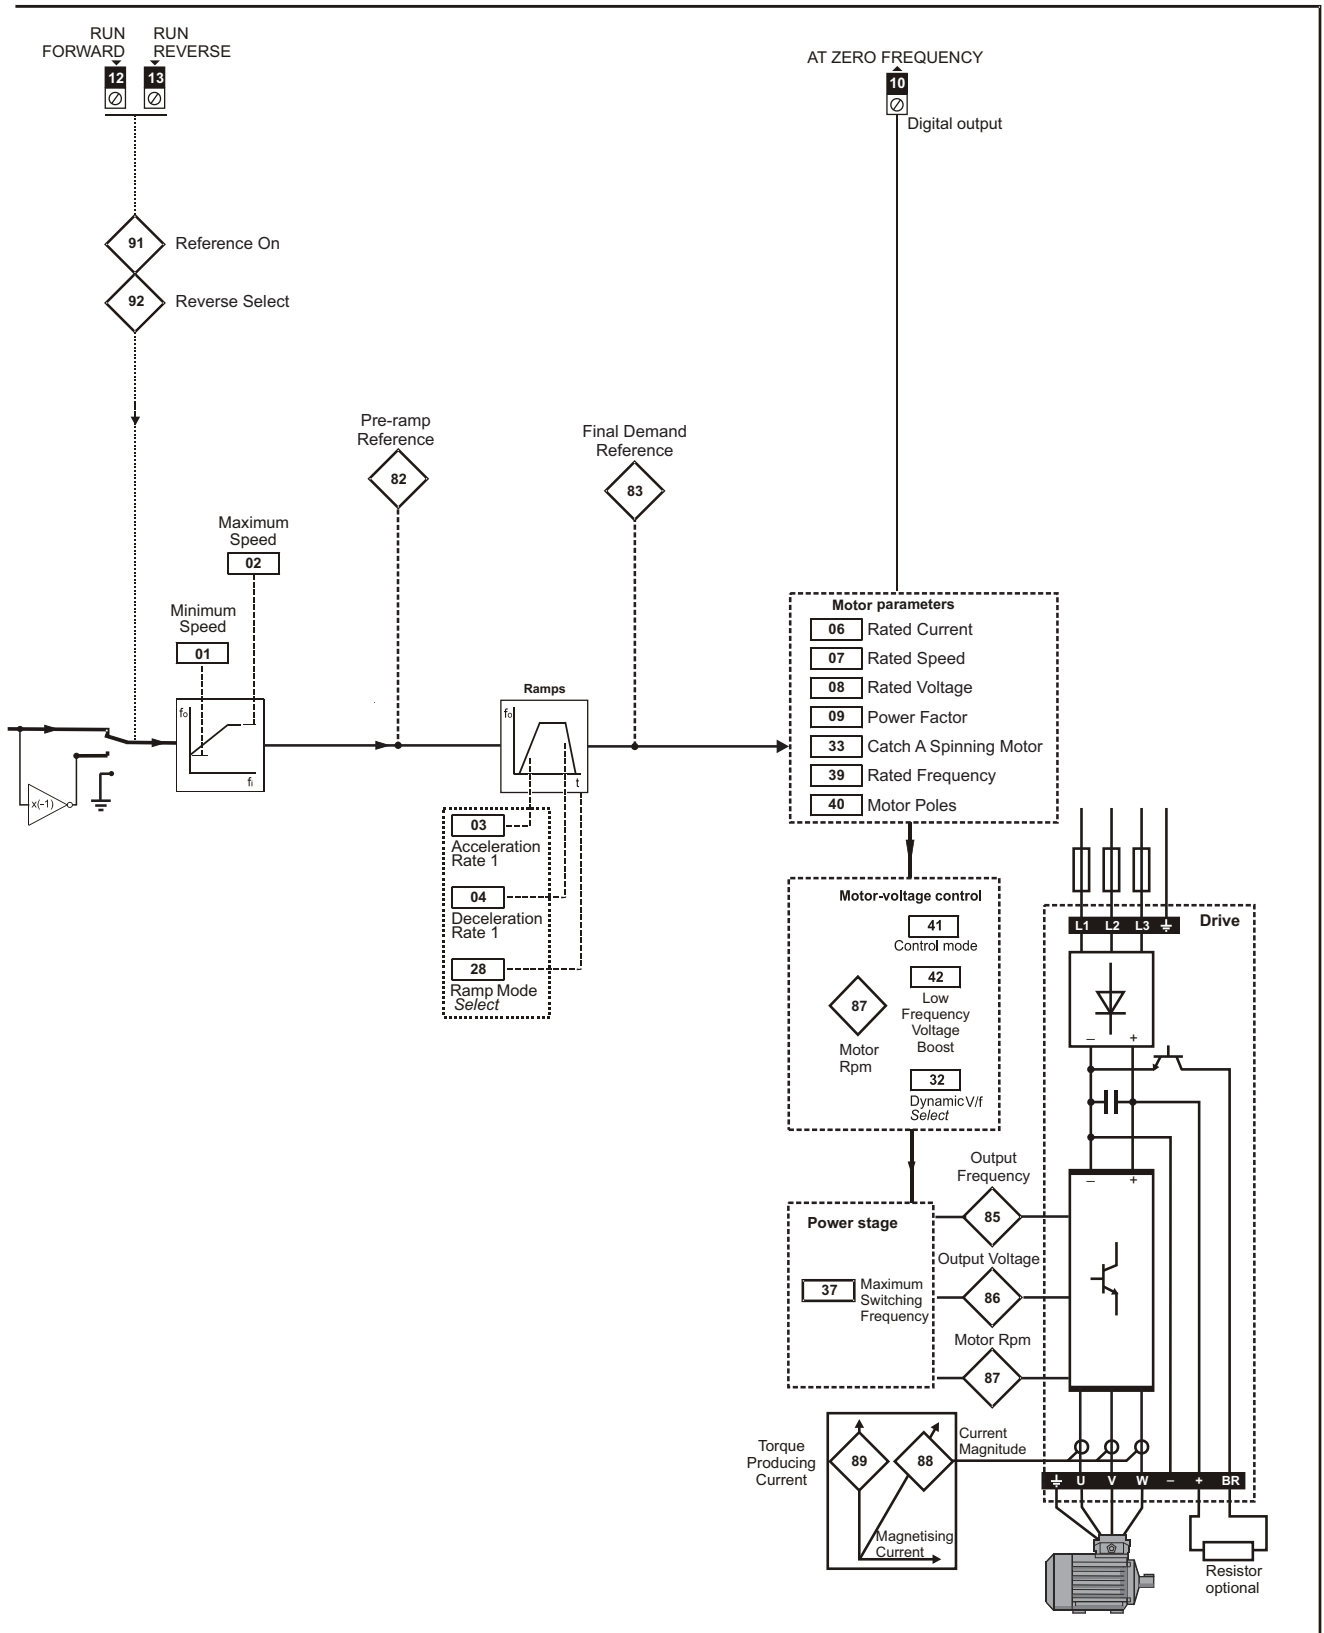 RUN
FORWARD
RUN
REVERSE
12
13
AT ZERO FREQUENCY
10
Digital output
91
Reference On
92
Reverse Select
Pre-ramp
Reference
82
Final Demand
Reference
83
Maximum
Speed
02
Minimum
Speed
01
fo
fi
x(-1)
Ramps
fo
t
03
Acceleration
Rate 1
04
Deceleration
Rate 1
28
Ramp Mode
Select
Motor parameters
06 Rated Current
07 Rated Speed
08 Rated Voltage
09 Power Factor
33 Catch A Spinning Motor
39 Rated Frequency
40 Motor Poles
Motor-voltage control
41
Control mode
87
Motor
Rpm
42
Low
Frequency
Voltage
Boost
32
Dynamic V/f
Select
Drive
L1 L2 L3
– +
– +
Power stage
37
Maximum
Switching
Frequency
Output
Frequency
85
Output Voltage
86
Motor Rpm
87
Torque
Producing
Current
89
88
Current
Magnitude
Magnetising
Current
U V W – + BR
Resistor
optional